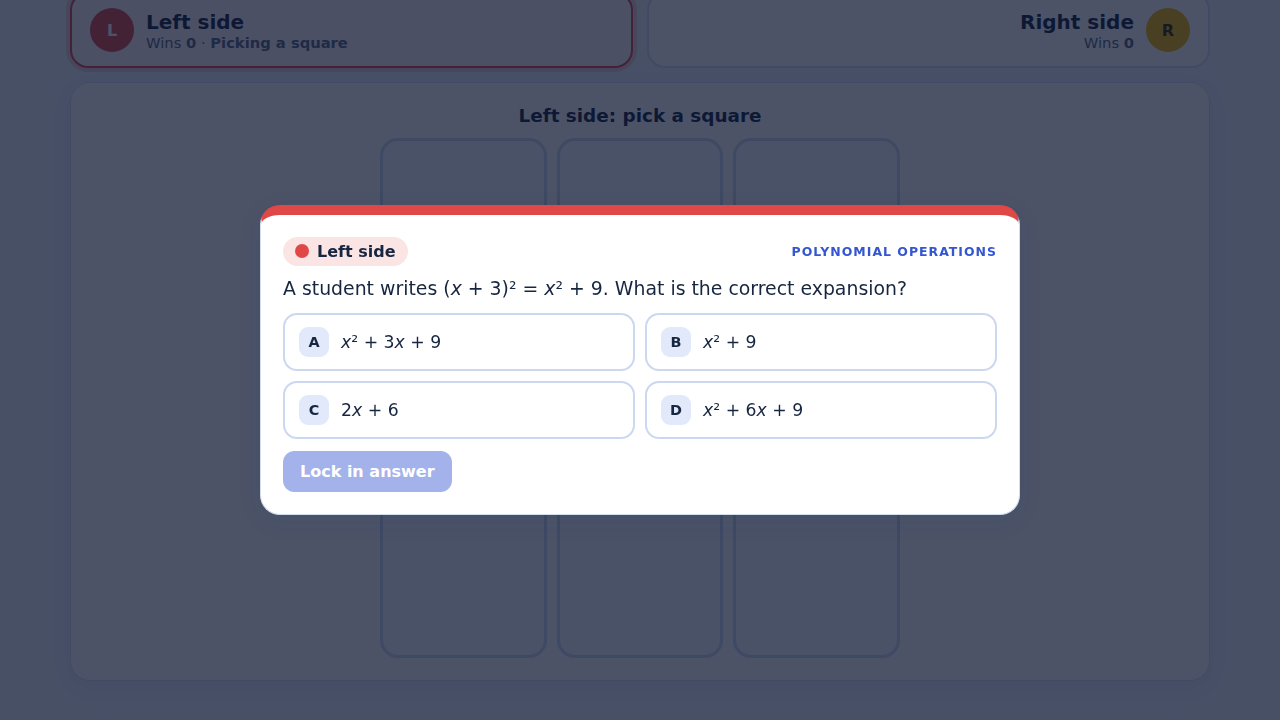 L
Left side
Wins 0 · Picking a square
Right side
Wins 0
R
Left side: pick a square
Left side
POLYNOMIAL OPERATIONS
A student writes (x + 3)² = x² + 9. What is the correct expansion?
A x² + 3x + 9
B x² + 9
C 2x + 6
D x² + 6x + 9
Lock in answer